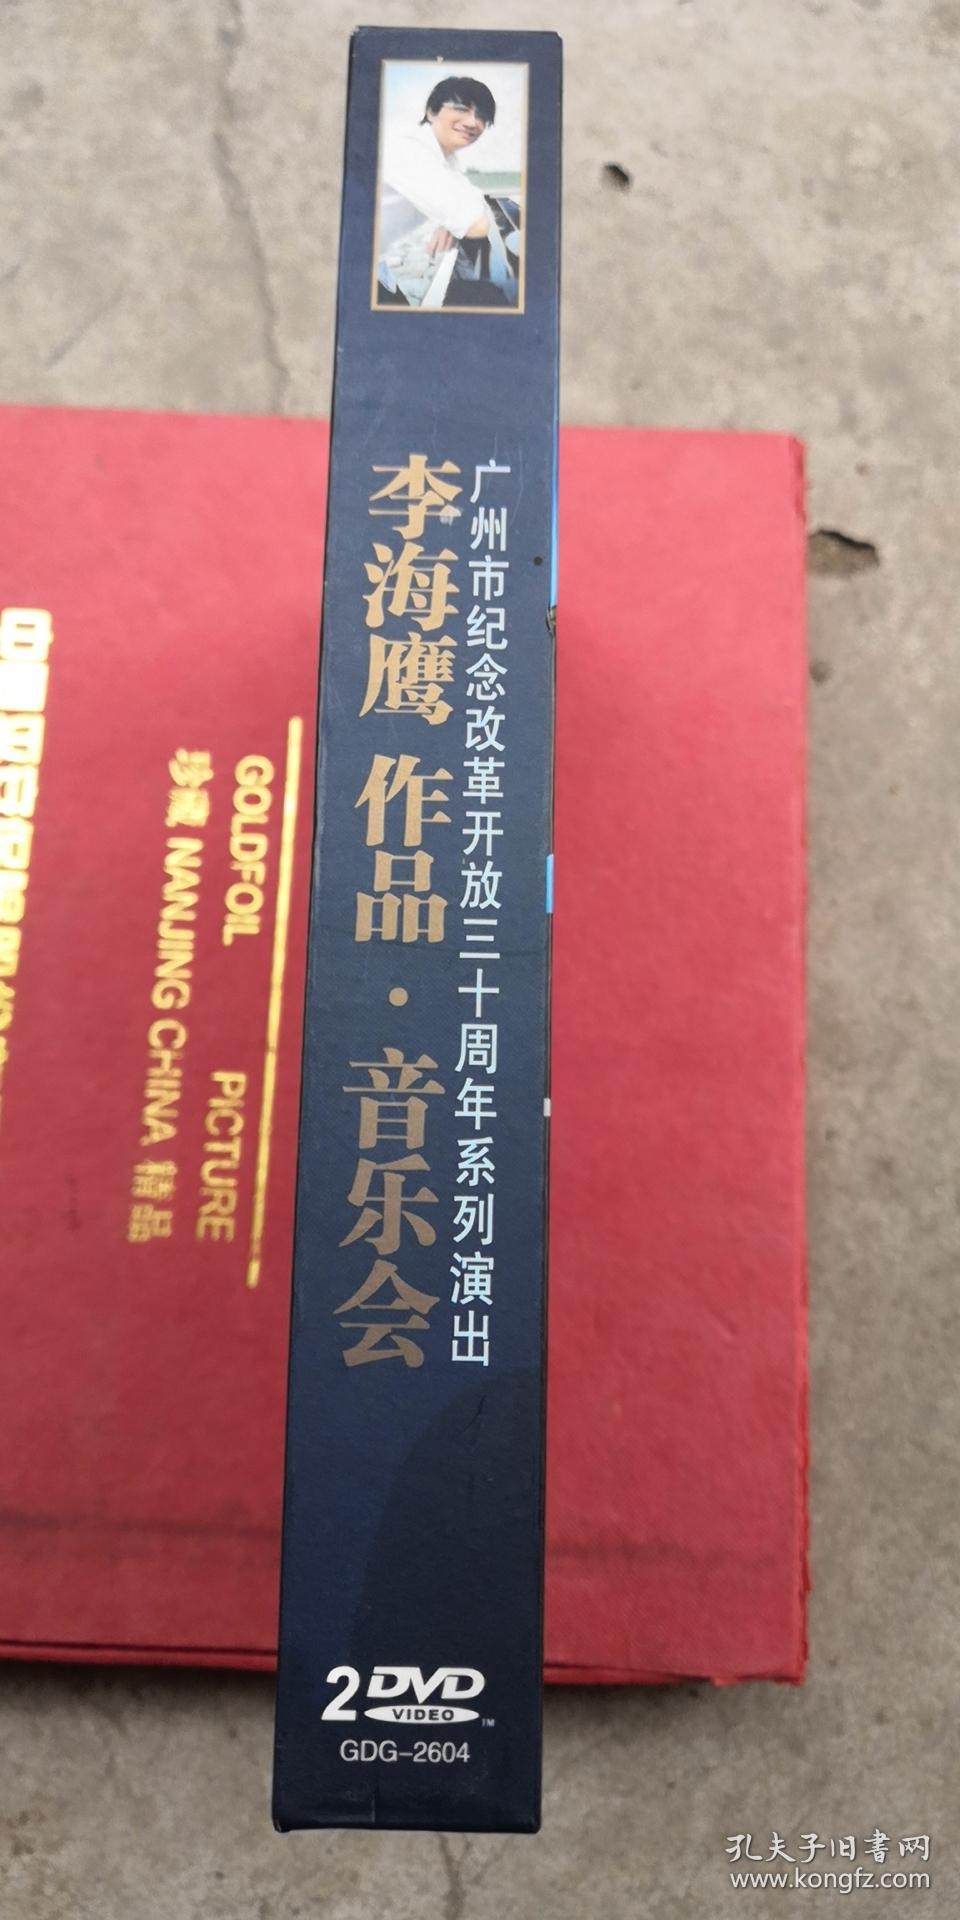 广州市纪念改革开放三十周年系列演出
李海鹰 作品·音乐会
2 DVD
VIDEO
TM
GDG-2604
GOLDFOIL PICTURE
珍藏 NANJING CHINA 精品
孔夫子旧书网
www.kongfz.com